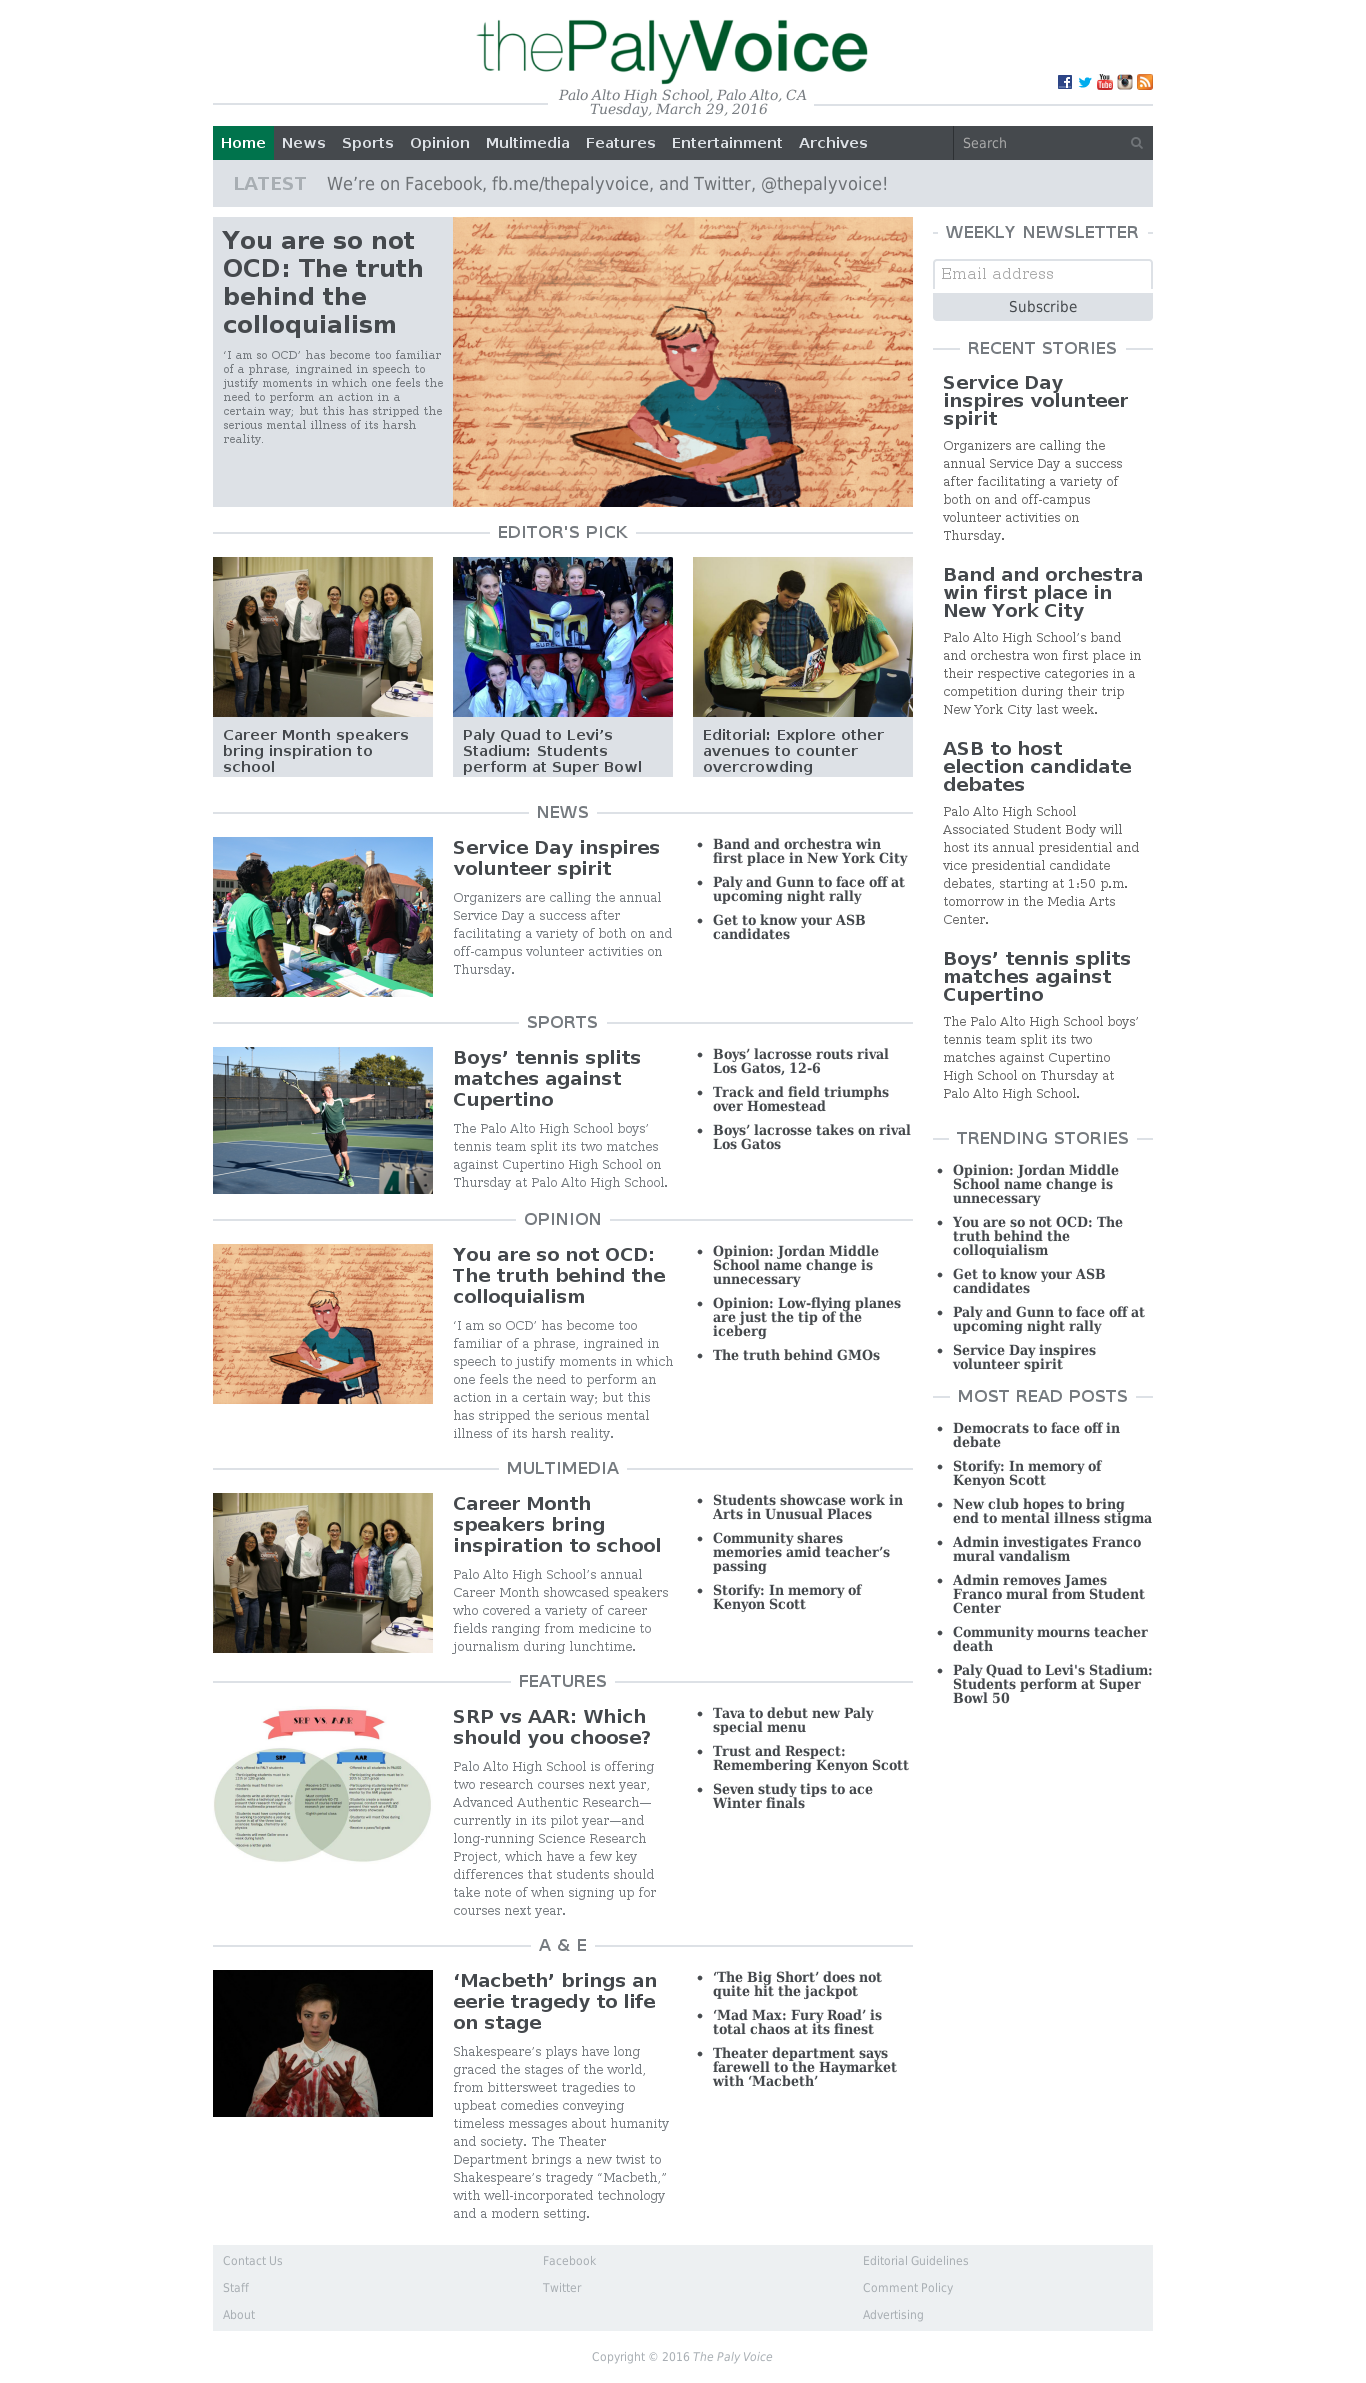 thePalyVoice
Palo Alto High School, Palo Alto, CA
Tuesday, March 29, 2016
Home News Sports Opinion Multimedia Features Entertainment Archives Search
LATEST We’re on Facebook, fb.me/thepalyvoice, and Twitter, @thepalyvoice!
You are so not
OCD: The truth
behind the
colloquialism
‘I am so OCD’ has become too familiar
of a phrase, ingrained in speech to
justify moments in which one feels the
need to perform an action in a
certain way; but this has stripped the
serious mental illness of its harsh
reality.
EDITOR'S PICK
Career Month speakers
bring inspiration to
school
Paly Quad to Levi’s
Stadium: Students
perform at Super Bowl
Editorial: Explore other
avenues to counter
overcrowding
NEWS
Service Day inspires
volunteer spirit
Organizers are calling the annual
Service Day a success after
facilitating a variety of both on and
off-campus volunteer activities on
Thursday.
• Band and orchestra win
first place in New York City
• Paly and Gunn to face off at
upcoming night rally
• Get to know your ASB
candidates
SPORTS
Boys’ tennis splits
matches against
Cupertino
The Palo Alto High School boys’
tennis team split its two matches
against Cupertino High School on
Thursday at Palo Alto High School.
• Boys’ lacrosse routs rival
Los Gatos, 12-6
• Track and field triumphs
over Homestead
• Boys’ lacrosse takes on rival
Los Gatos
OPINION
You are so not OCD:
The truth behind the
colloquialism
‘I am so OCD’ has become too
familiar of a phrase, ingrained in
speech to justify moments in which
one feels the need to perform an
action in a certain way; but this
has stripped the serious mental
illness of its harsh reality.
• Opinion: Jordan Middle
School name change is
unnecessary
• Opinion: Low-flying planes
are just the tip of the
iceberg
• The truth behind GMOs
MULTIMEDIA
Career Month
speakers bring
inspiration to school
Palo Alto High School’s annual
Career Month showcased speakers
who covered a variety of career
fields ranging from medicine to
journalism during lunchtime.
• Students showcase work in
Arts in Unusual Places
• Community shares
memories amid teacher’s
passing
• Storify: In memory of
Kenyon Scott
FEATURES
SRP VS AAR
SRP AAR
SRP vs AAR: Which
should you choose?
Palo Alto High School is offering
two research courses next year,
Advanced Authentic Research—
currently in its pilot year—and
long-running Science Research
Project, which have a few key
differences that students should
take note of when signing up for
courses next year.
• Tava to debut new Paly
special menu
• Trust and Respect:
Remembering Kenyon Scott
• Seven study tips to ace
Winter finals
A & E
‘Macbeth’ brings an
eerie tragedy to life
on stage
Shakespeare’s plays have long
graced the stages of the world,
from bittersweet tragedies to
upbeat comedies conveying
timeless messages about humanity
and society. The Theater
Department brings a new twist to
Shakespeare’s tragedy “Macbeth,”
with well-incorporated technology
and a modern setting.
• ‘The Big Short’ does not
quite hit the jackpot
• ‘Mad Max: Fury Road’ is
total chaos at its finest
• Theater department says
farewell to the Haymarket
with ‘Macbeth’
WEEKLY NEWSLETTER
Email address
Subscribe
RECENT STORIES
Service Day
inspires volunteer
spirit
Organizers are calling the
annual Service Day a success
after facilitating a variety of
both on and off-campus
volunteer activities on
Thursday.
Band and orchestra
win first place in
New York City
Palo Alto High School’s band
and orchestra won first place in
their respective categories in a
competition during their trip
New York City last week.
ASB to host
election candidate
debates
Palo Alto High School
Associated Student Body will
host its annual presidential and
vice presidential candidate
debates, starting at 1:50 p.m.
tomorrow in the Media Arts
Center.
Boys’ tennis splits
matches against
Cupertino
The Palo Alto High School boys’
tennis team split its two
matches against Cupertino
High School on Thursday at
Palo Alto High School.
TRENDING STORIES
• Opinion: Jordan Middle
School name change is
unnecessary
• You are so not OCD: The
truth behind the
colloquialism
• Get to know your ASB
candidates
• Paly and Gunn to face off at
upcoming night rally
• Service Day inspires
volunteer spirit
MOST READ POSTS
• Democrats to face off in
debate
• Storify: In memory of
Kenyon Scott
• New club hopes to bring
end to mental illness stigma
• Admin investigates Franco
mural vandalism
• Admin removes James
Franco mural from Student
Center
• Community mourns teacher
death
• Paly Quad to Levi's Stadium:
Students perform at Super
Bowl 50
Contact Us Facebook Editorial Guidelines
Staff Twitter Comment Policy
About Advertising
Copyright © 2016 The Paly Voice